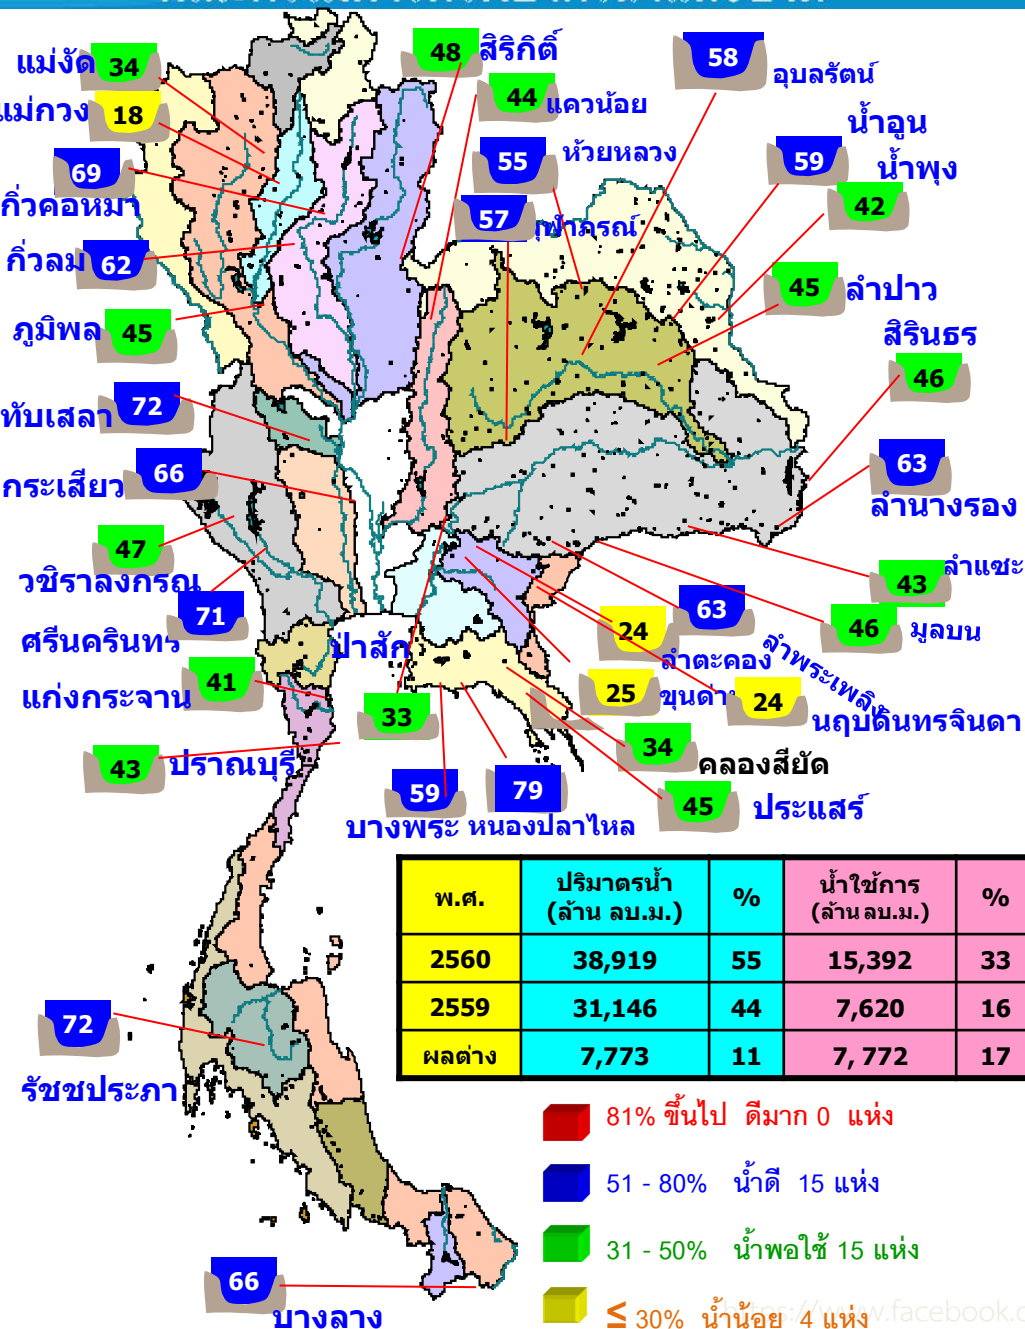 แม่งัด 34
แม่กวง 18
69
กิ่วคอหมา
กิ่วลม 62
ภูมิพล 45
ทับเสลา 72
กระเสียว 66
47
วชิราลงกรณ
71
ศรีนครินทร
แก่งกระจาน 41
43 ปราณบุรี
48 สิริกิติ์
44 แควน้อย
58 อุบลรัตน์
55 ห้วยหลวง
57
น้ำอูน
59 น้ำพุง
42
45 ลำปาว
สิรินธร
46
63
ลำนางรอง
43 ลำแซะ
46 มูลบน
63
ลำพระเพลิง
24
ลำตะคอง
25
24
นฤบดินทรจินดา
ป่าสัก
33
34
คลองสียัด
45 ประแสร์
59 79
บางพระ หนองปลาไหล
พ.ศ. ปริมาตรน้ำ (ล้าน ลบ.ม.) % น้ำใช้การ (ล้าน ลบ.ม.) %
2560 38,919 55 15,392 33
2559 31,146 44 7,620 16
ผลต่าง 7,773 11 7, 772 17
72
รัชชประภา
66
บางลาง
81% ขึ้นไป ดีมาก 0 แห่ง
51 - 80% น้ำดี 15 แห่ง
31 - 50% น้ำพอใช้ 15 แห่ง
≤ 30% น้ำน้อย 4 แห่ง